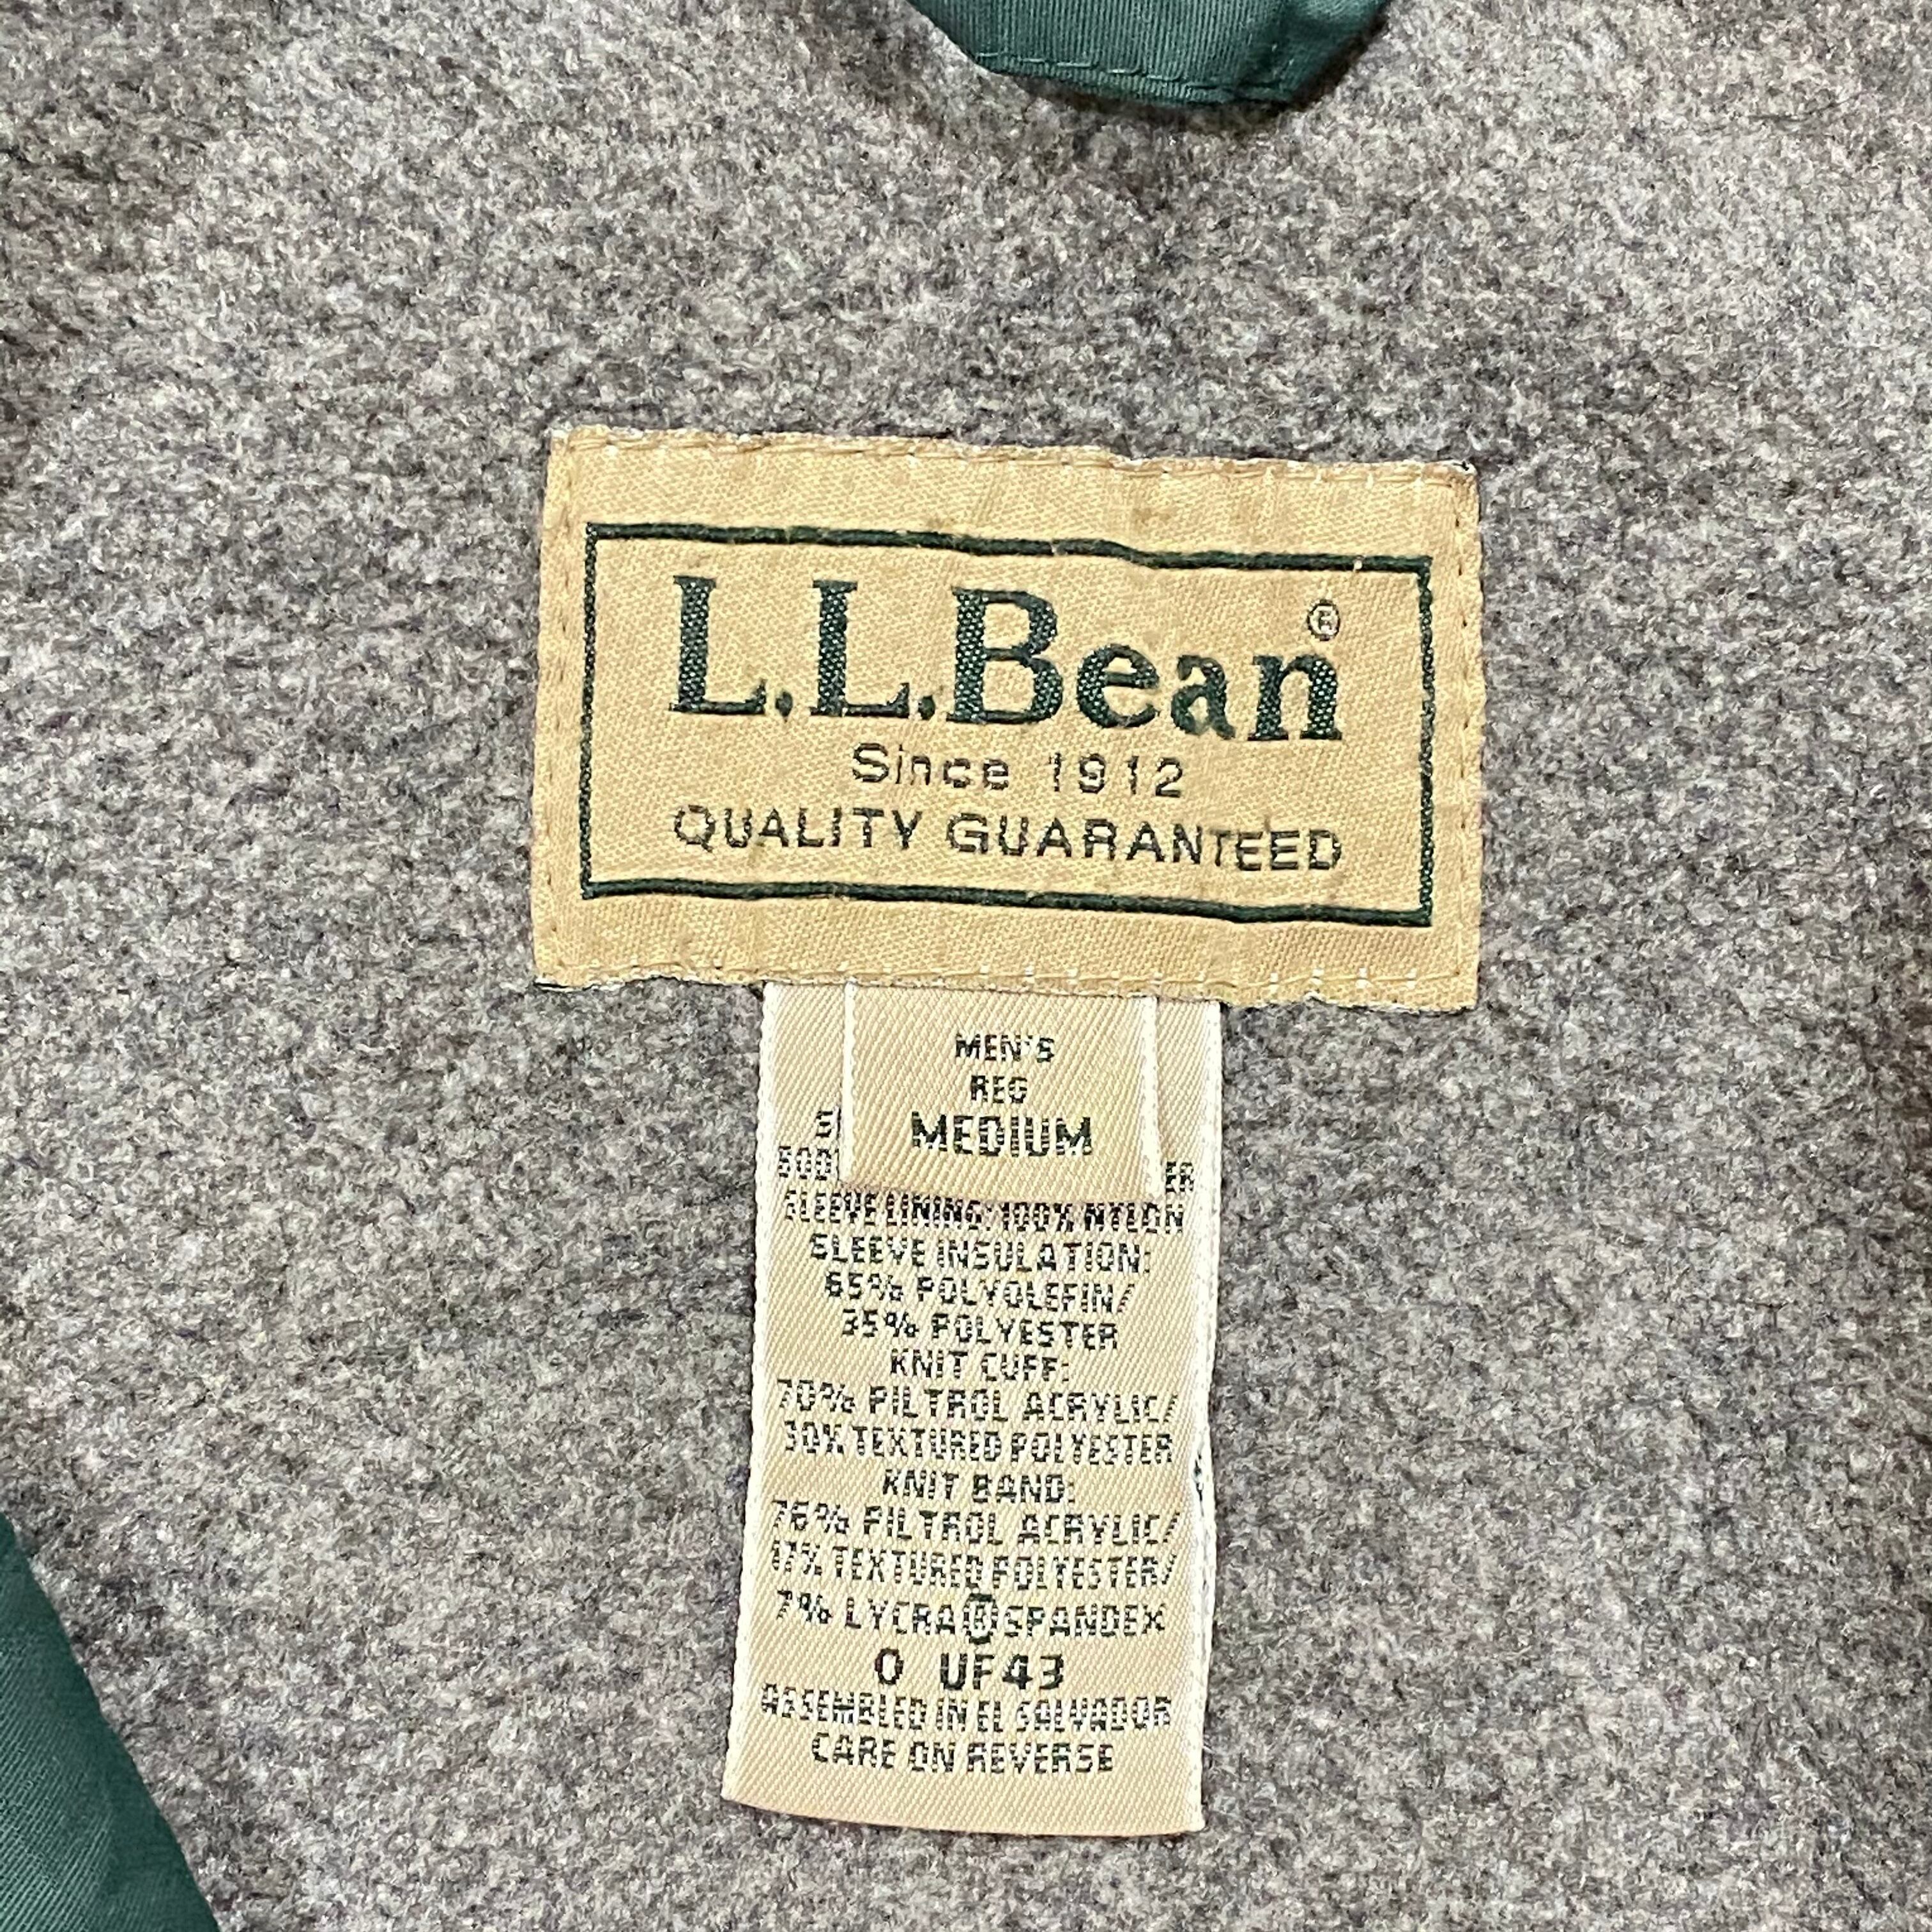 L.L.Bean®
Since 1912
QUALITY GUARANTEED
MEN'S
REG
MEDIUM
SLEEVE LINING: 100% NYLON
SLEEVE INSULATION:
65% POLYOLEFIN/
35% POLYESTER
KNIT CUFF:
70% PILTROL ACRYLIC/
30% TEXTURED POLYESTER
KNIT BAND:
76% PILTROL ACRYLIC/
17% TEXTURED POLYESTER/
7% LYCRA®SPANDEX
0 UF43
ASSEMBLED IN EL SALVADOR
CARE ON REVERSE